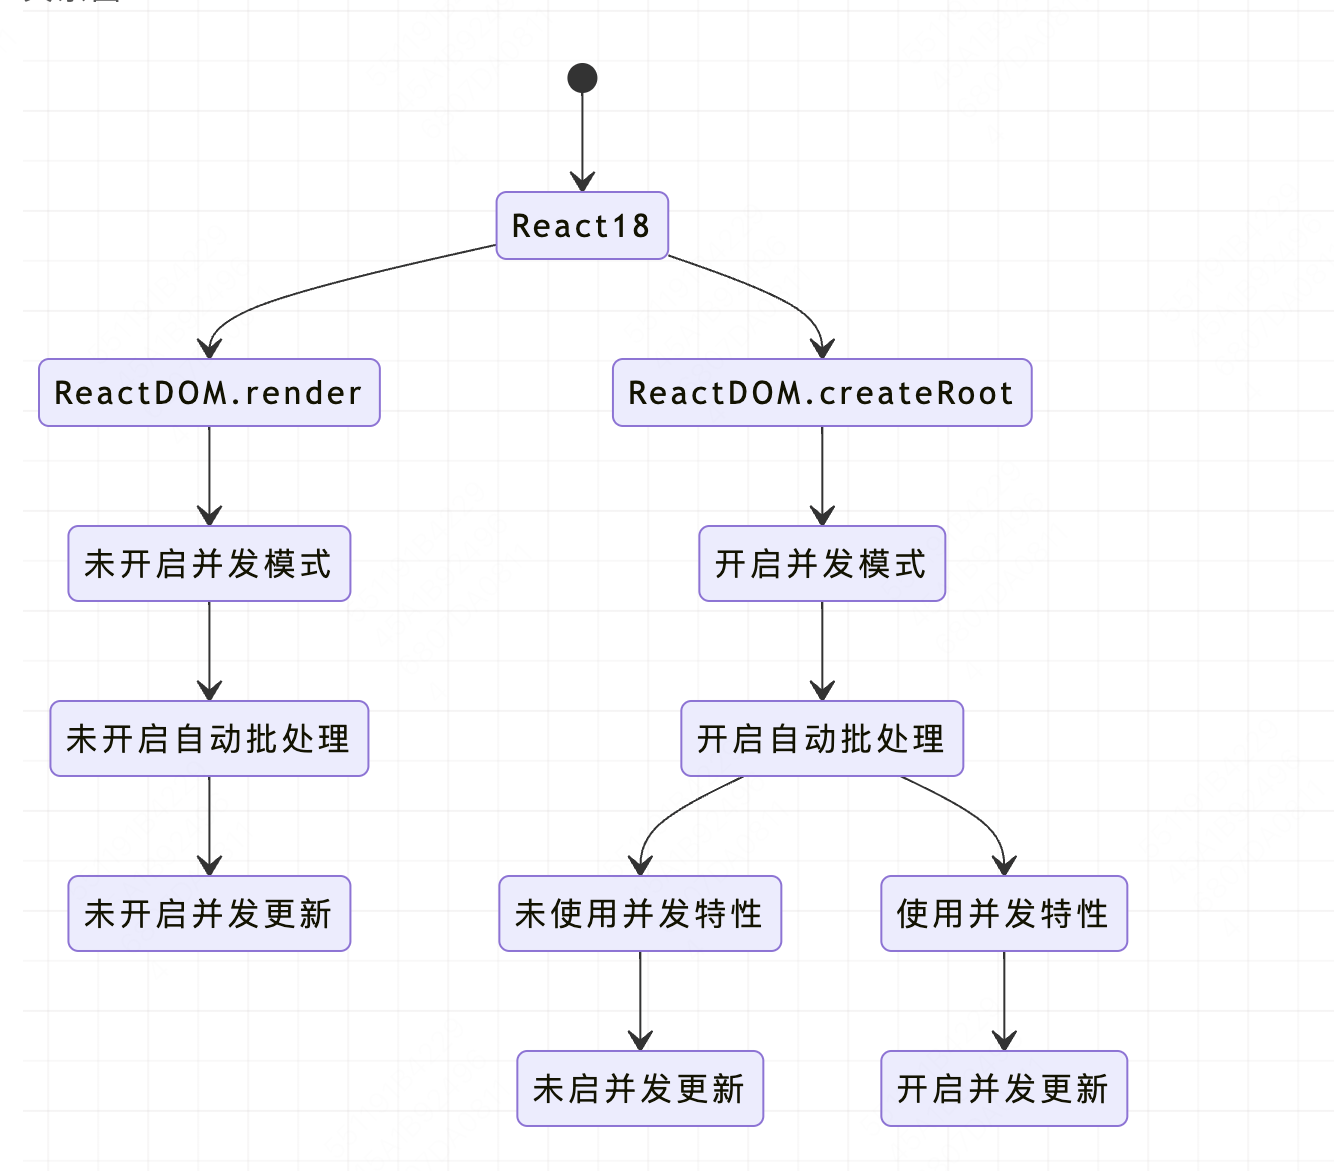 React18
ReactDOM.render
ReactDOM.createRoot
未开启并发模式
开启并发模式
未开启自动批处理
开启自动批处理
未开启并发更新
未使用并发特性
使用并发特性
未启并发更新
开启并发更新